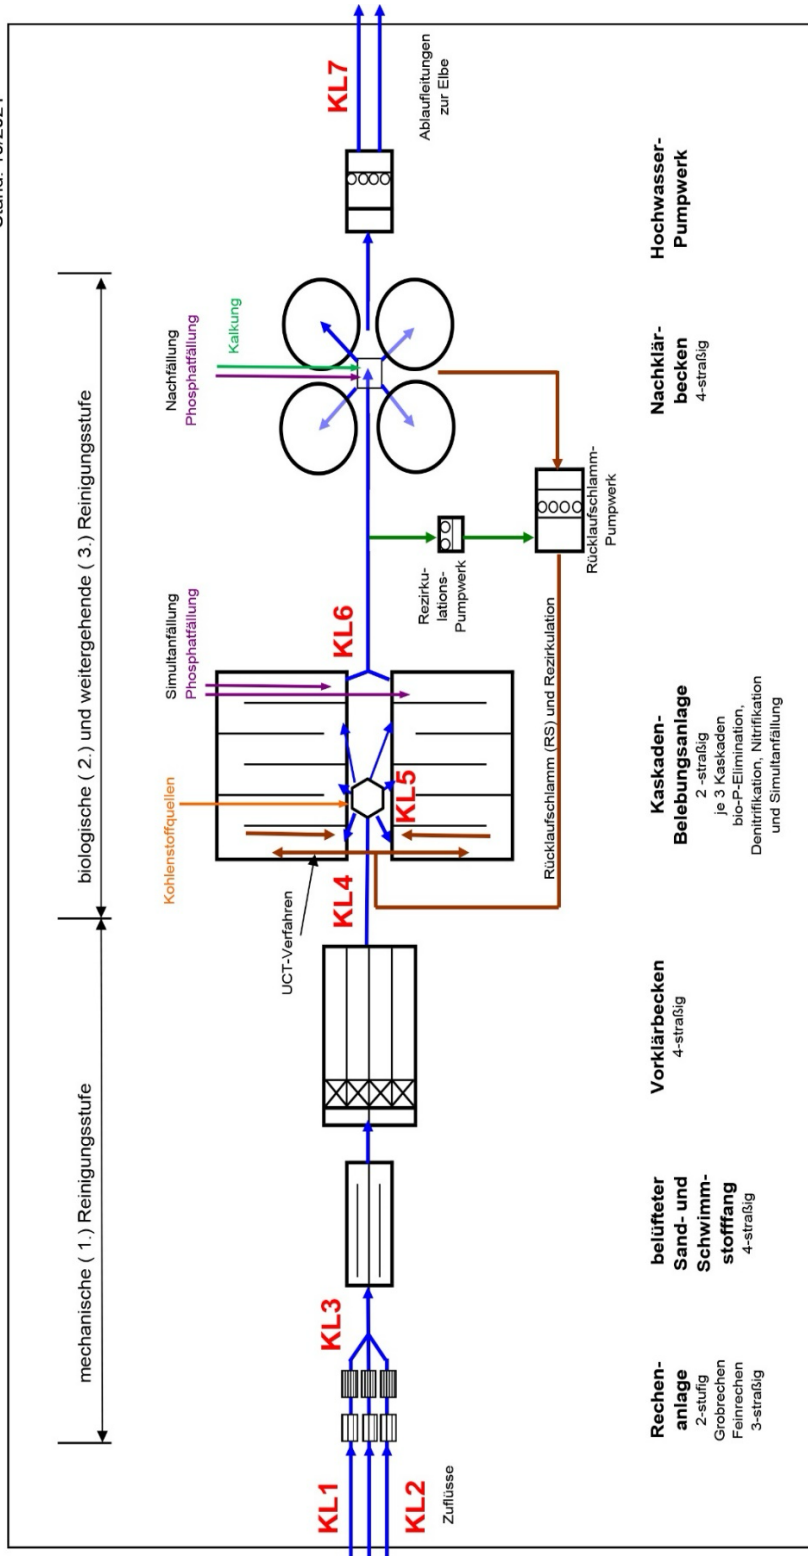 Stand:
mechanische ( 1.) Reinigungsstufe
biologische ( 2.) und weitergehende ( 3.) Reinigungsstufe
Kohlenstoffquellen
Simultanfällung
Phosphatfällung
Nachfällung
Phosphatfällung
Kalkung
UCT-Verfahren
KL1
KL2
Zuflüsse
KL3
KL4
KL5
KL6
KL7
Ablaufleitungen
zur Elbe
Rezirku-
lations-
Pumpwerk
Rücklaufschlamm-
Pumpwerk
Rücklaufschlamm (RS) und Rezirkulation
Rechen-
anlage
2-stufig
Grobrechen
Feinrechen
3-straßig
belüfteter
Sand- und
Schwimm-
stofffang
4-straßig
Vorklärbecken
4-straßig
Kaskaden-
Belebungsanlage
2 -straßig
je 3 Kaskaden
bio-P-Elimination,
Denitrifikation, Nitrifikation
und Simultanfällung
Nachklär-
becken
4-straßig
Hochwasser-
Pumpwerk